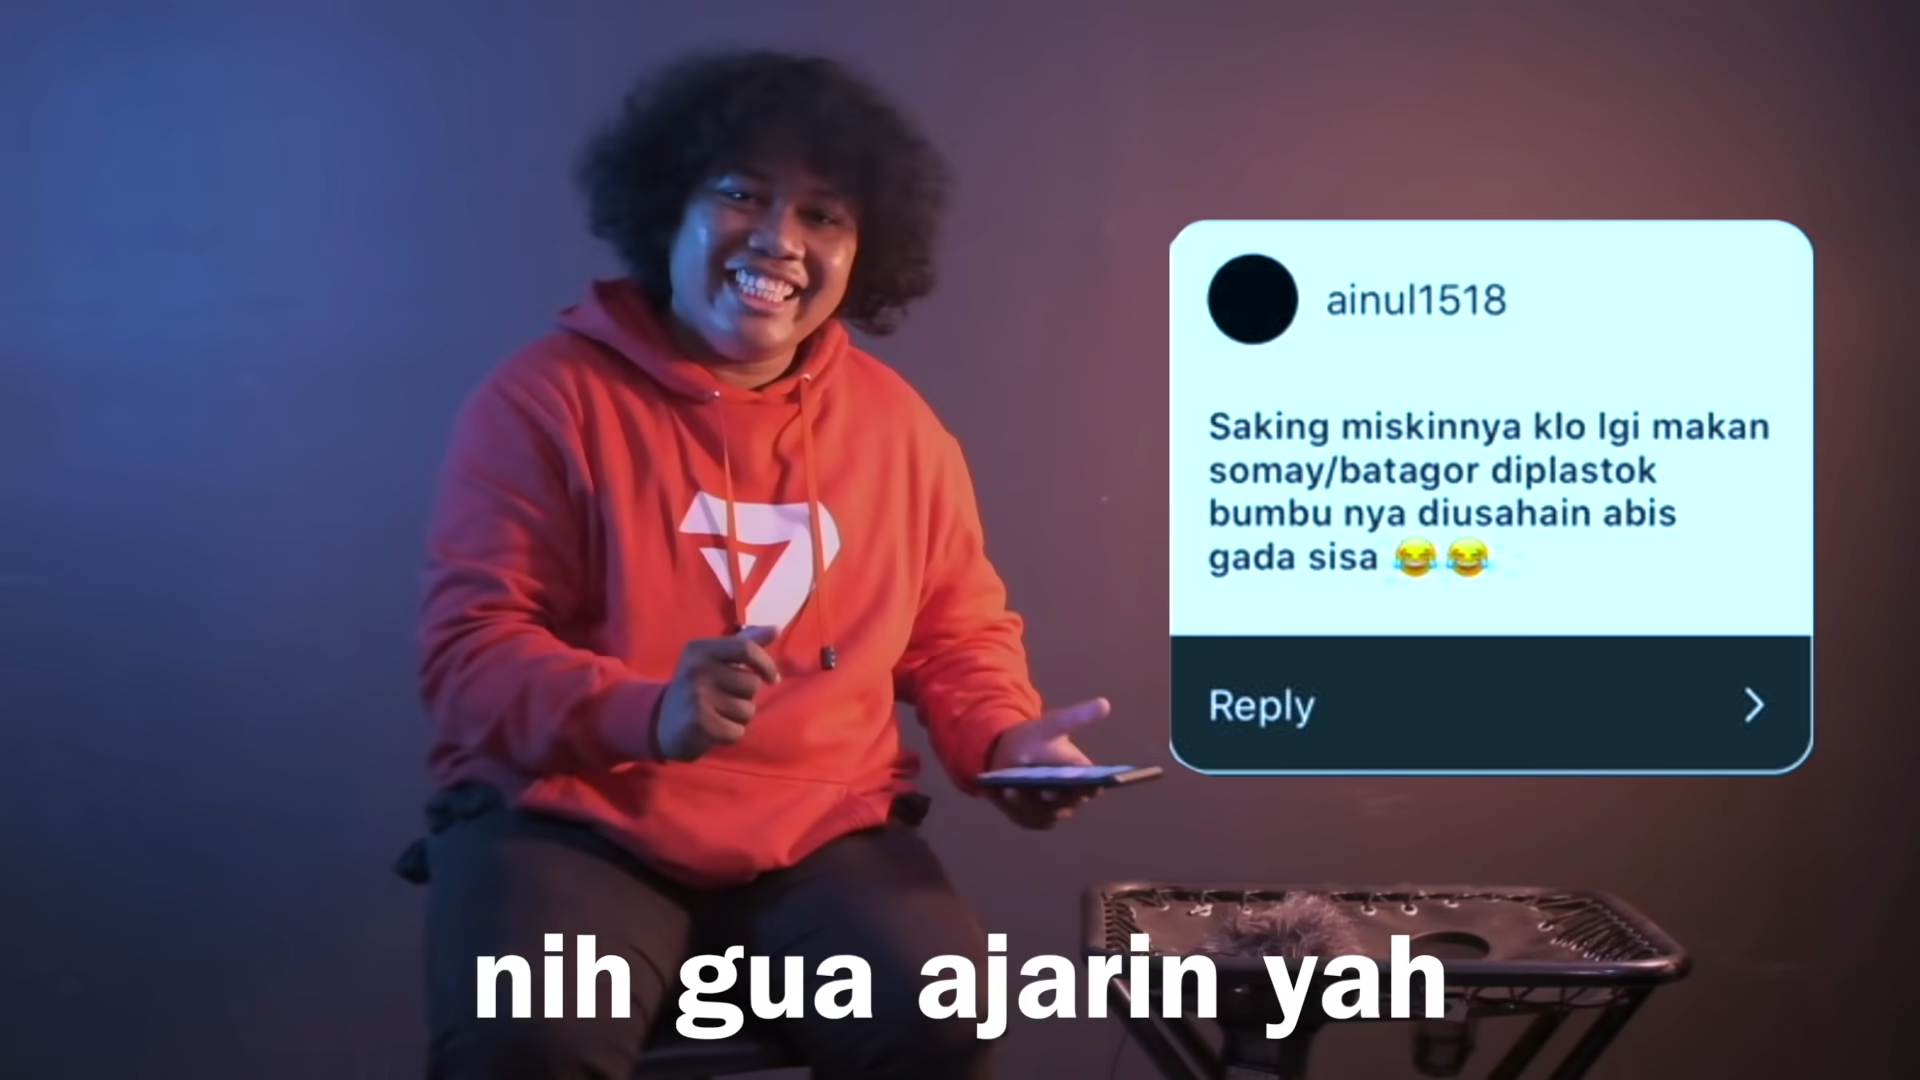 ainul1518
Saking miskinnya klo lgi makan
somay/batagor diplastok
bumbu nya diusahain abis
gada sisa 😂😂
Reply
nih gua ajarin yah